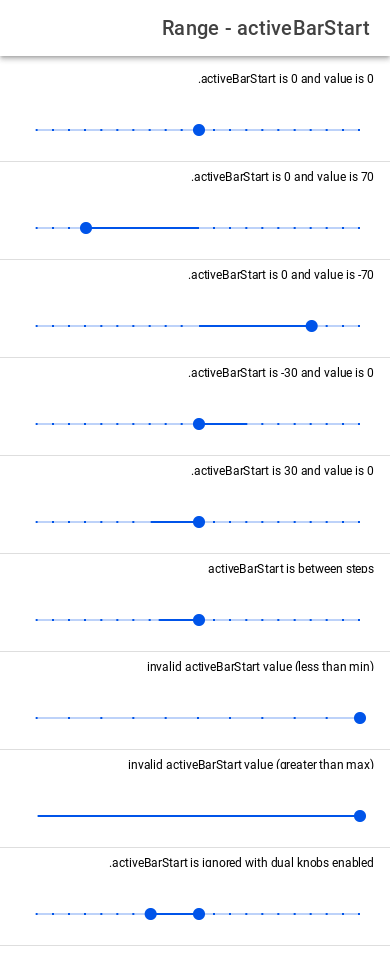 Range - activeBarStart
.activeBarStart is 0 and value is 0
.activeBarStart is 0 and value is 70
.activeBarStart is 0 and value is -70
.activeBarStart is -30 and value is 0
.activeBarStart is 30 and value is 0
activeBarStart is between steps
invalid activeBarStart value (less than min)
invalid activeBarStart value (greater than max)
.activeBarStart is ignored with dual knobs enabled